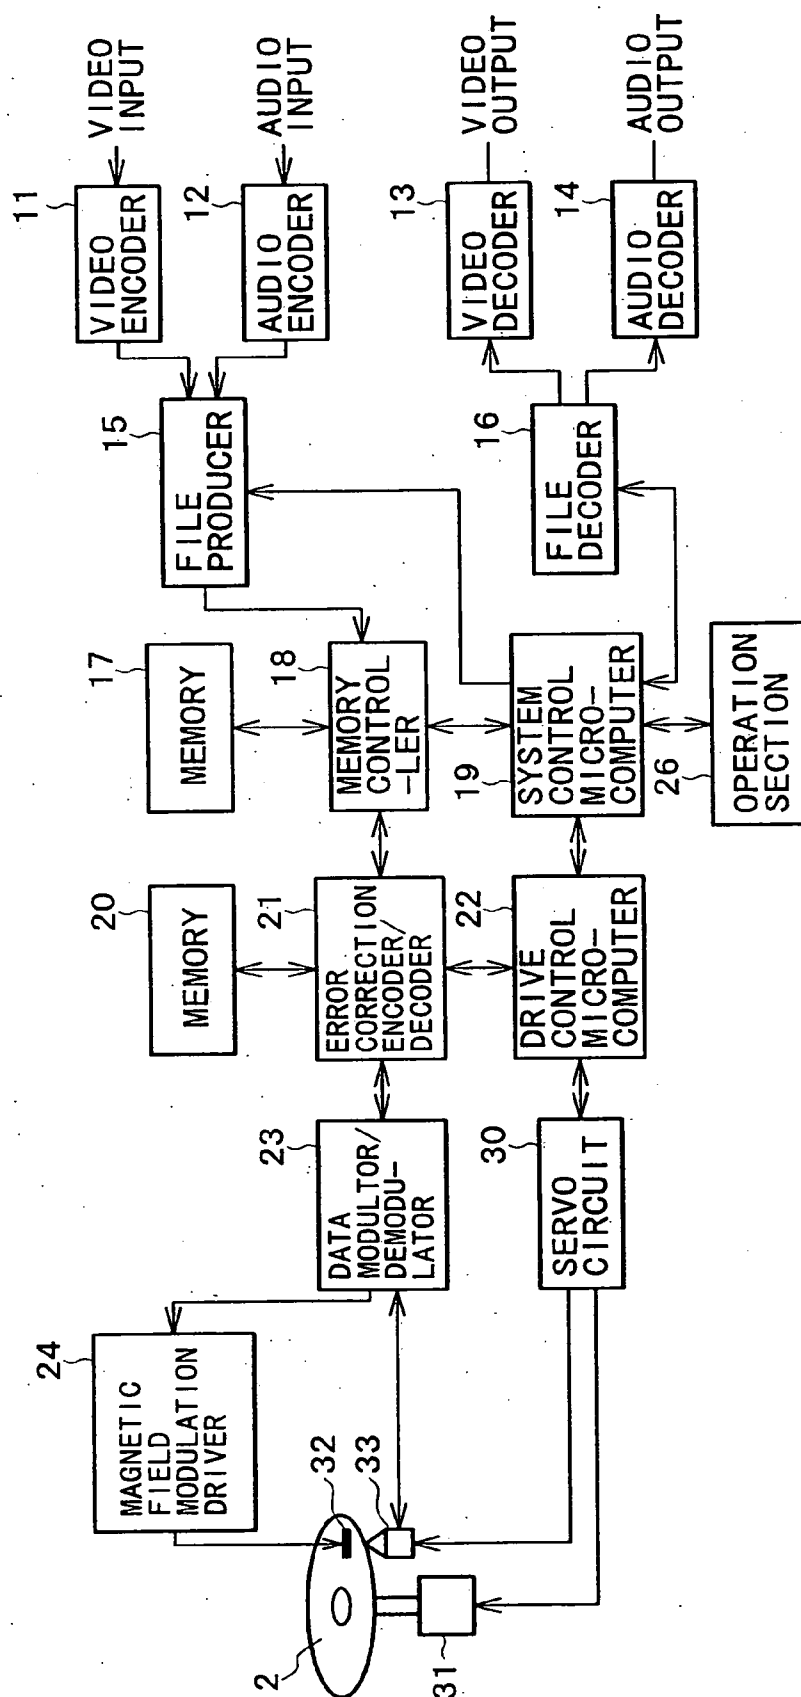 VIDEO
INPUT
AUDIO
INPUT
VIDEO
OUTPUT
AUDIO
OUTPUT
11
VIDEO
ENCODER
12
AUDIO
ENCODER
13
VIDEO
DECODER
14
AUDIO
DECODER
15
FILE
PRODUCER
16
FILE
DECODER
17
MEMORY
18
MEMORY
CONTROL
-LER
19
SYSTEM
CONTROL
MICRO-
COMPUTER
26
OPERATION
SECTION
20
MEMORY
21
ERROR
CORRECTION
ENCODER/
DECODER
22
DRIVE
CONTROL
MICRO-
COMPUTER
23
DATA
MODULTOR/
DEMODU-
LATOR
30
SERVO
CIRCUIT
24
MAGNETIC
FIELD
MODULATION
DRIVER
32
33
2
31